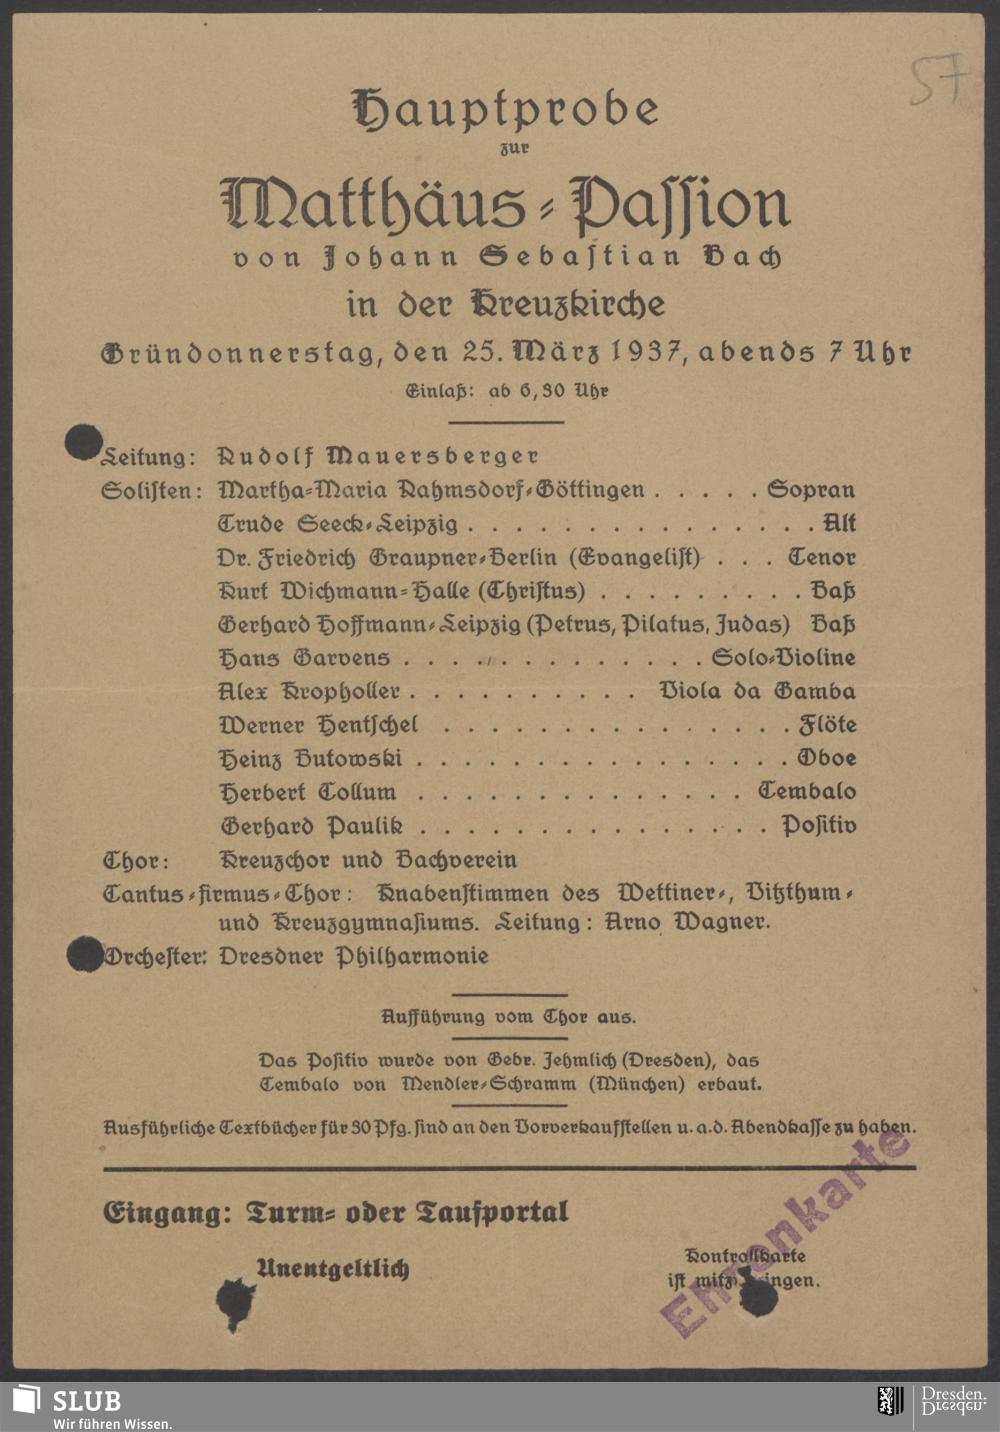 57
Hauptprobe
zur
Matthäus-Passion
von Johann Sebastian Bach
in der Kreuzkirche
Gründonnerstag, den 25. März 1937, abends 7 Uhr
Einlaß: ab 6,30 Uhr
Leitung: Rudolf Mauersberger
Solisten: Martha-Maria Rahmsdorf-Göttingen . . . . . Sopran
Trude Seeck-Leipzig . . . . . . . . . . . . . . . Alt
Dr. Friedrich Graupner-Berlin (Evangelist) . . . Tenor
Kurt Wichmann-Halle (Christus) . . . . . . . . . Baß
Gerhard Hoffmann-Leipzig (Petrus, Pilatus, Judas) Baß
Hans Garvens . . . . . . . . . . . . . Solo-Violine
Alex Kropholler . . . . . . . . . . Viola da Gamba
Werner Hentschel . . . . . . . . . . . . . . . Flöte
Heinz Butowski . . . . . . . . . . . . . . . . . Oboe
Herbert Collum . . . . . . . . . . . . . . Cembalo
Gerhard Paulik . . . . . . . . . . . . . . . Positiv
Chor: Kreuzchor und Bachverein
Cantus-firmus-Chor: Knabenstimmen des Wettiner-, Vitzthum-
und Kreuzgymnasiums. Leitung: Arno Wagner.
Orchester: Dresdner Philharmonie
Aufführung vom Chor aus.
Das Positiv wurde von Gebr. Jehmlich (Dresden), das
Cembalo von Mendler-Schramm (München) erbaut.
Ausführliche Textbücher für 30 Pfg. sind an den Vorverkaufstellen u. a. d. Abendkasse zu haben.
Eingang: Turm- oder Taufportal
Unentgeltlich
Kontrollkarte
ist mitzubringen.
Ehrenkarte
SLUB
Wir führen Wissen.
Dresden.
Dresden.